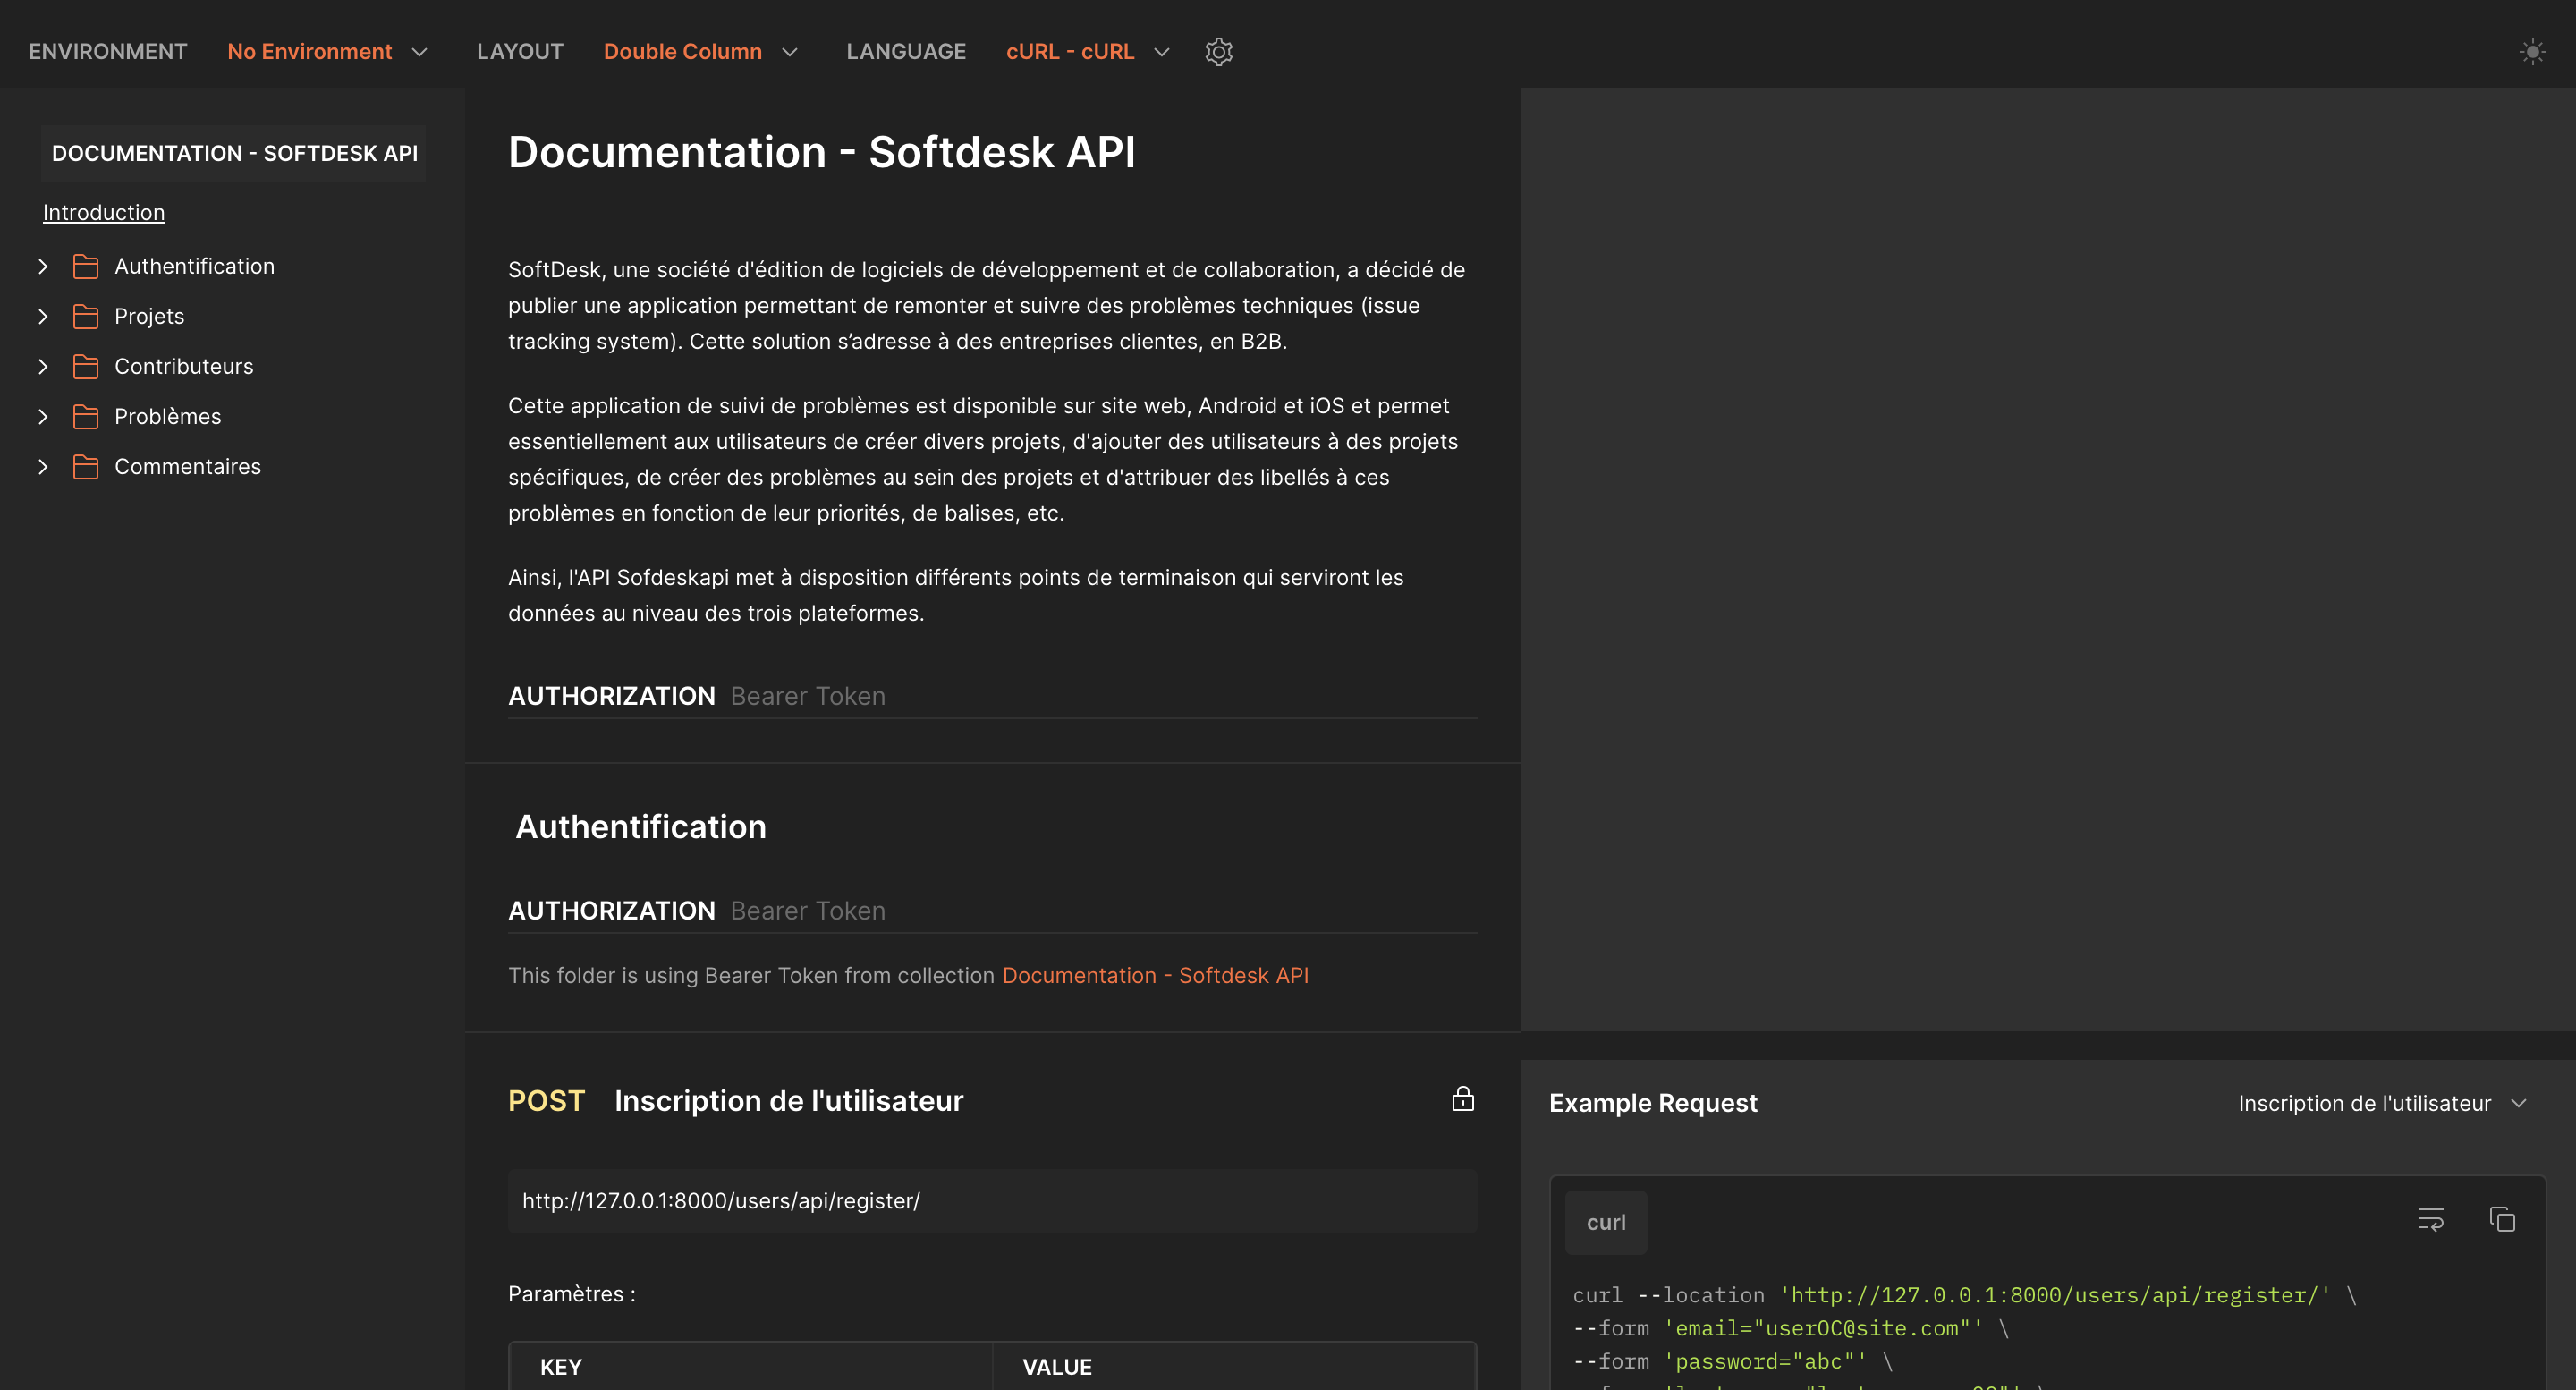 ENVIRONMENT No Environment LAYOUT Double Column LANGUAGE cURL - cURL
DOCUMENTATION - SOFTDESK API
Introduction
Authentification
Projets
Contributeurs
Problèmes
Commentaires
Documentation - Softdesk API
SoftDesk, une société d'édition de logiciels de développement et de collaboration, a décidé de
publier une application permettant de remonter et suivre des problèmes techniques (issue
tracking system). Cette solution s’adresse à des entreprises clientes, en B2B.
Cette application de suivi de problèmes est disponible sur site web, Android et iOS et permet
essentiellement aux utilisateurs de créer divers projets, d'ajouter des utilisateurs à des projets
spécifiques, de créer des problèmes au sein des projets et d'attribuer des libellés à ces
problèmes en fonction de leur priorités, de balises, etc.
Ainsi, l'API Sofdeskapi met à disposition différents points de terminaison qui serviront les
données au niveau des trois plateformes.
AUTHORIZATION Bearer Token
Authentification
AUTHORIZATION Bearer Token
This folder is using Bearer Token from collection Documentation - Softdesk API
POST Inscription de l'utilisateur
http://127.0.0.1:8000/users/api/register/
Paramètres :
KEY VALUE
Example Request Inscription de l'utilisateur
curl
curl --location 'http://127.0.0.1:8000/users/api/register/' \
--form 'email="userOC@site.com"' \
--form 'password="abc"' \